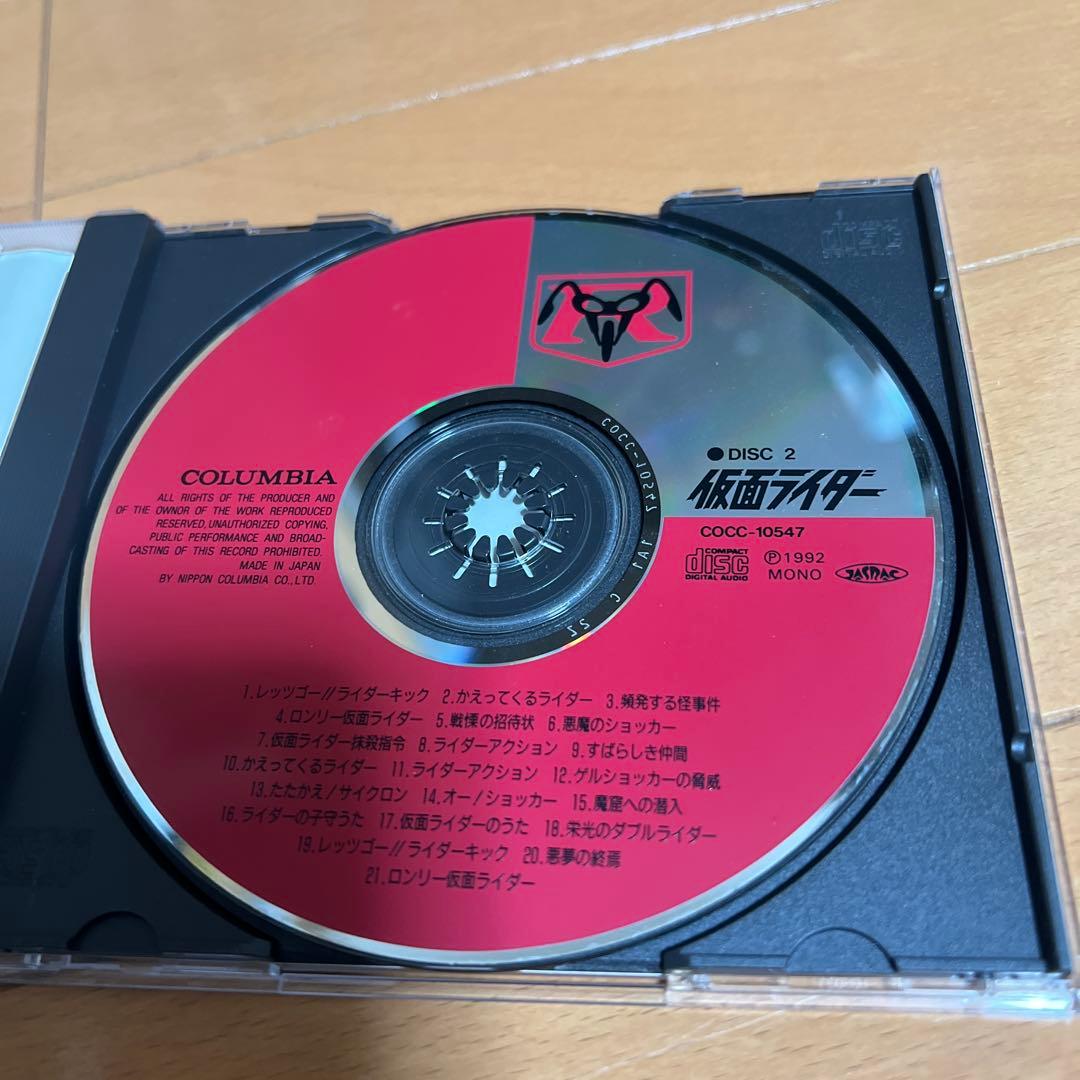 R
● DISC 2
仮面ライダー
COLUMBIA
ALL RIGHTS OF THE PRODUCER AND
OF THE OWNOR OF THE WORK REPRODUCED
RESERVED, UNAUTHORIZED COPYING,
PUBLIC PERFORMANCE AND BROAD-
CASTING OF THIS RECORD PROHIBITED.
MADE IN JAPAN
BY NIPPON COLUMBIA CO., LTD.
COCC-10547
COMPACT
disc
DIGITAL AUDIO
Ⓟ1992
MONO
JASRAC
COCC-10547
1.レッツゴー!!ライダーキック 2.かえってくるライダー 3.頻発する怪事件
4.ロンリー仮面ライダー 5.戦慄の招待状 6.悪魔のショッカー
7.仮面ライダー抹殺指令 8.ライダーアクション 9.すばらしき仲間
10.かえってくるライダー 11.ライダーアクション 12.ゲルショッカーの脅威
13.たたかえ!サイクロン 14.オー!ショッカー 15.魔窟への潜入
16.ライダーの子守うた 17.仮面ライダーのうた 18.栄光のダブルライダー
19.レッツゴー!!ライダーキック 20.悪夢の終焉
21.ロンリー仮面ライダー
disc